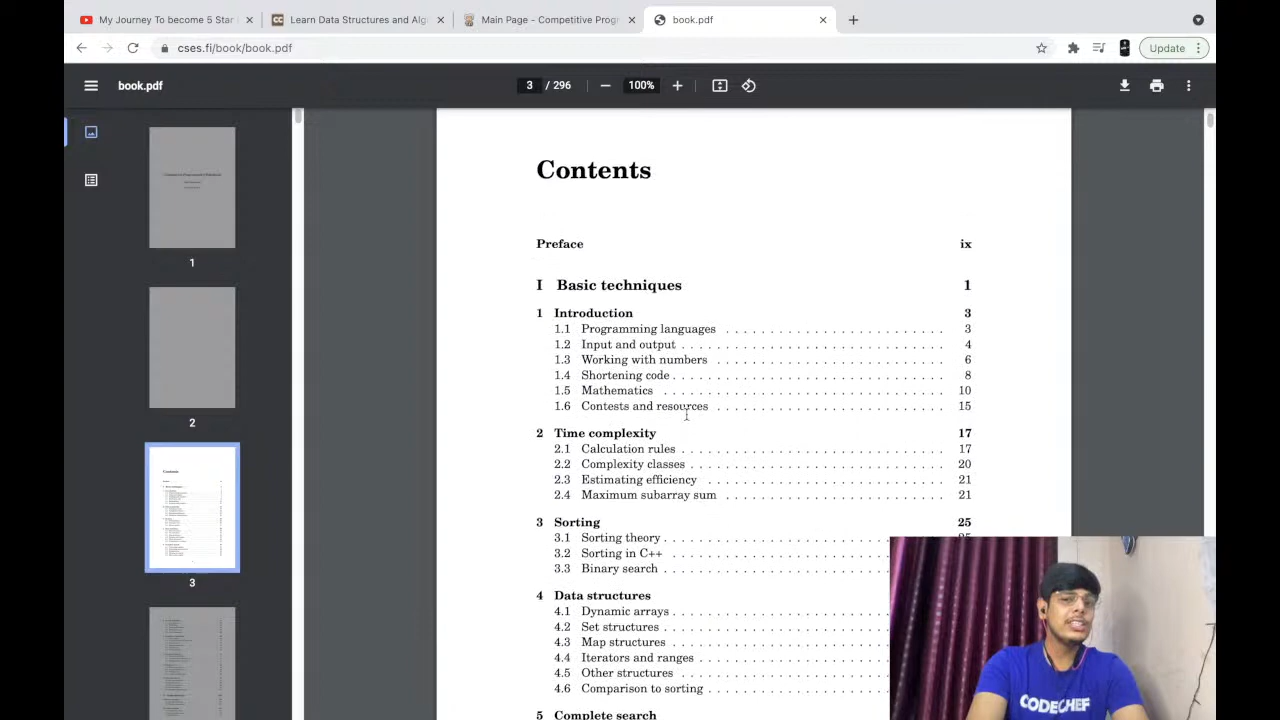 My Journey To become 5 Star
Learn Data Structures and Alg
Main Page - Competitive Prog
book.pdf
cses.fi/book/book.pdf
Update
book.pdf
3 / 296
100%
1
2
Contents
3
Contents
Preface ix
I Basic techniques 1
1 Introduction 3
1.1 Programming languages 3
1.2 Input and output 4
1.3 Working with numbers 6
1.4 Shortening code 8
1.5 Mathematics 10
1.6 Contests and resources 15
2 Time complexity 17
2.1 Calculation rules 17
2.2 Complexity classes 20
2.3 Estimating efficiency 21
2.4 Maximum subarray sum
3 Sorting 25
3.1 Sorting theory
3.2 Sorting in C++
3.3 Binary search
4 Data structures
4.1 Dynamic arrays
4.2 Set structures
4.3 Map structures
4.4 Iterators and ranges
4.5 Other structures
4.6 Comparison to sorting
5 Complete search
CODECHEF